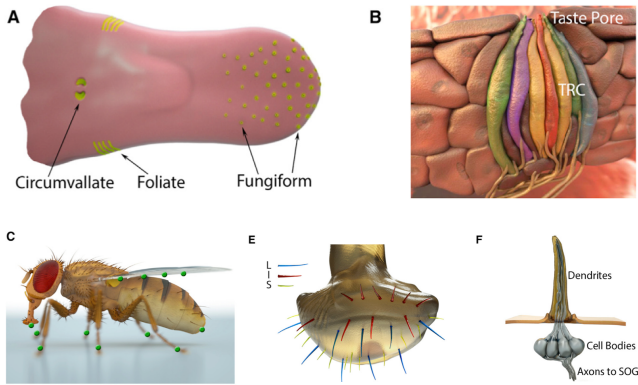 A
Circumvallate
Foliate
Fungiform
B
Taste Pore
TRC
C
E
L
I
S
F
Dendrites
Cell Bodies
Axons to SOG